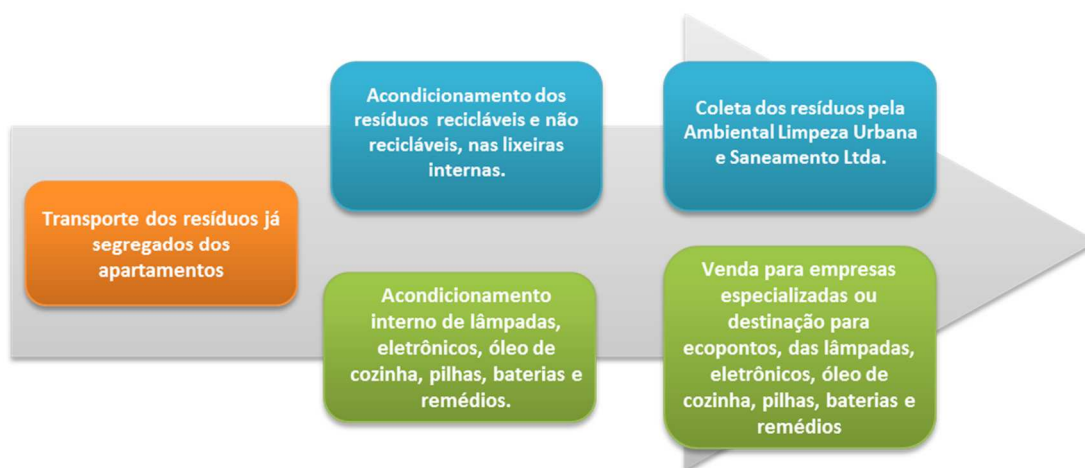 Transporte dos resíduos já
segregados dos
apartamentos
Acondicionamento dos
resíduos recicláveis e não
recicláveis, nas lixeiras
internas.
Coleta dos resíduos pela
Ambiental Limpeza Urbana
e Saneamento Ltda.
Acondicionamento
interno de lâmpadas,
eletrônicos, óleo de
cozinha, pilhas, baterias e
remédios.
Venda para empresas
especializadas ou
destinação para
ecopontos, das lâmpadas,
eletrônicos, óleo de
cozinha, pilhas, baterias e
remédios